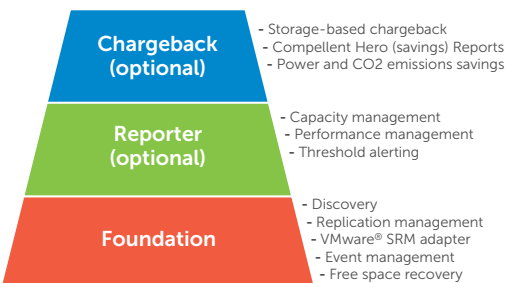 Chargeback
(optional)
- Storage-based chargeback
- Compellent Hero (savings) Reports
- Power and CO2 emissions savings
Reporter
(optional)
- Capacity management
- Performance management
- Threshold alerting
Foundation
- Discovery
- Replication management
- VMware® SRM adapter
- Event management
- Free space recovery